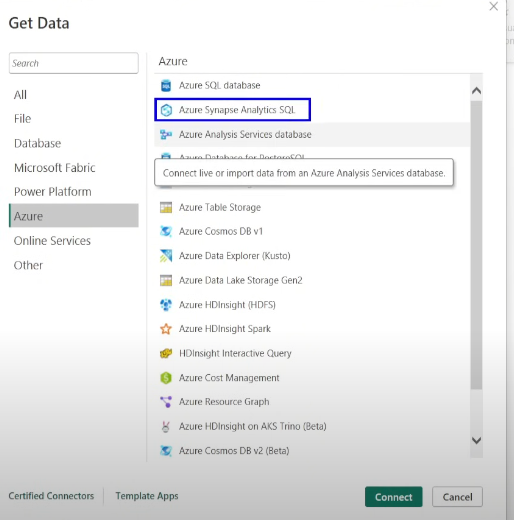 Get Data
Search
All
File
Database
Microsoft Fabric
Power Platform
Azure
Online Services
Other
Azure
Azure SQL database
Azure Synapse Analytics SQL
Azure Analysis Services database
Azure Database for PostgreSQL
Connect live or import data from an Azure Analysis Services database.
Azure Table Storage
Azure Cosmos DB v1
Azure Data Explorer (Kusto)
Azure Data Lake Storage Gen2
Azure HDInsight (HDFS)
Azure HDInsight Spark
HDInsight Interactive Query
Azure Cost Management
Azure Resource Graph
Azure HDInsight on AKS Trino (Beta)
Azure Cosmos DB v2 (Beta)
Certified Connectors
Template Apps
Connect
Cancel